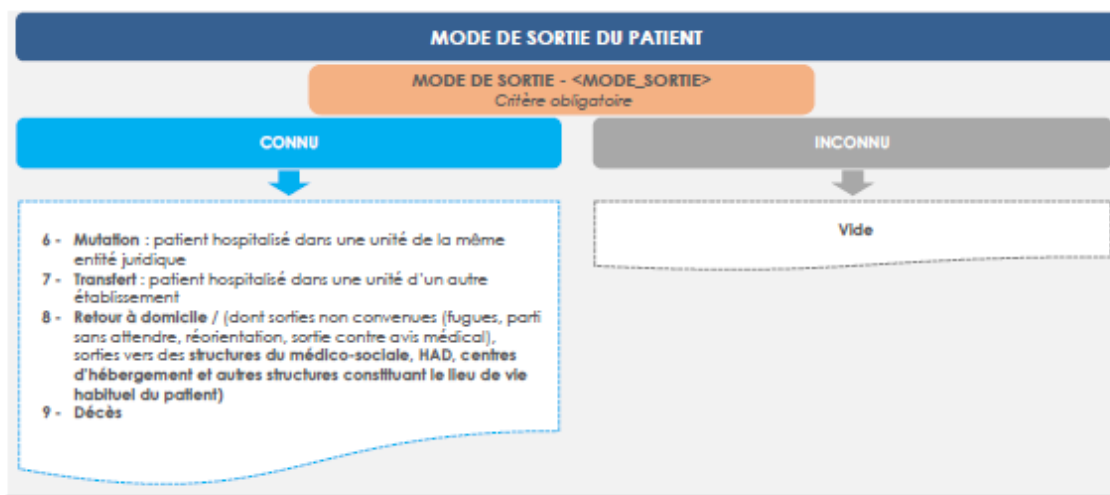 MODE DE SORTIE DU PATIENT
MODE DE SORTIE - <MODE_SORTIE>
Critère obligatoire
CONNU
INCONNU
6 - Mutation : patient hospitalisé dans une unité de la même
entité juridique
7 - Transfert : patient hospitalisé dans une unité d'un autre
établissement
8 - Retour à domicile / (dont sorties non convenues (fugues, parti
sans attendre, réorientation, sortie contre avis médical),
sorties vers des structures du médico-sociale, HAD, centres
d'hébergement et autres structures constituant le lieu de vie
habituel du patient)
9 - Décès
Vide